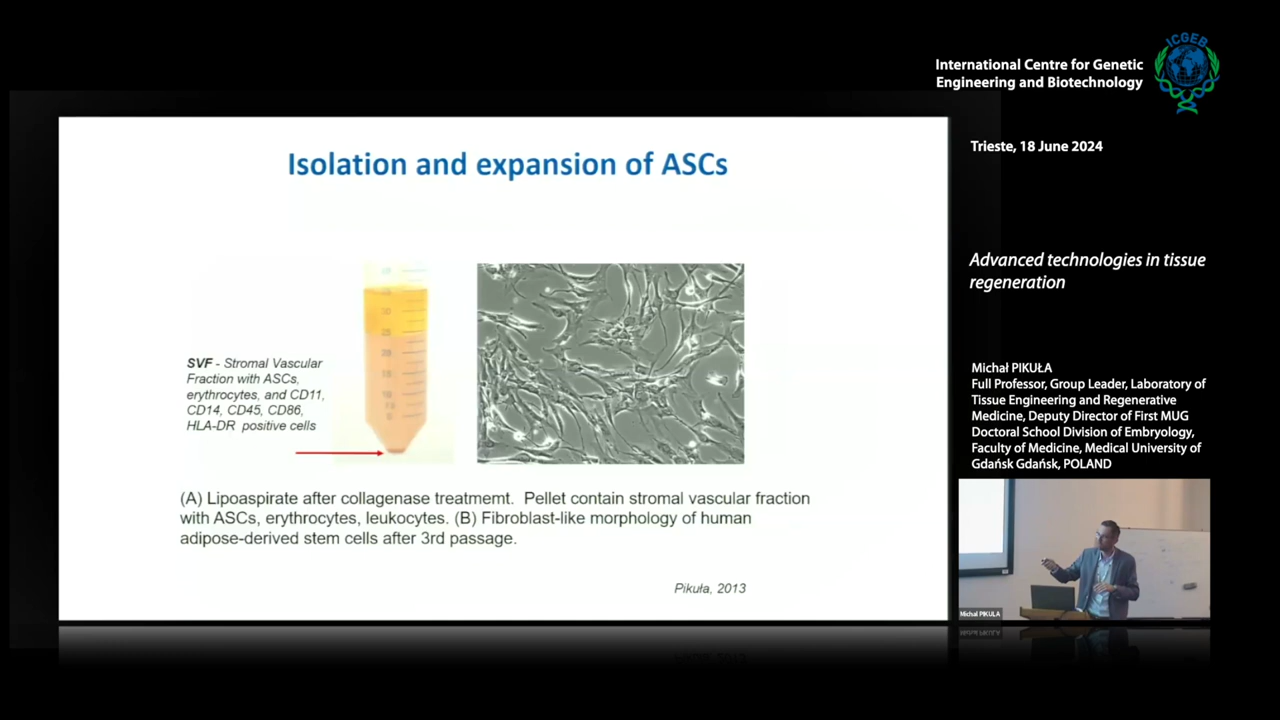 ICGEB
International Centre for Genetic
Engineering and Biotechnology
Trieste, 18 June 2024
Isolation and expansion of ASCs
Advanced technologies in tissue
regeneration
SVF - Stromal Vascular
Fraction with ASCs,
erythrocytes, and CD11,
CD14, CD45, CD86,
HLA-DR positive cells
Michał PIKUŁA
Full Professor, Group Leader, Laboratory of
Tissue Engineering and Regenerative
Medicine, Deputy Director of First MUG
Doctoral School Division of Embryology,
Faculty of Medicine, Medical University of
Gdańsk Gdańsk, POLAND
(A) Lipoaspirate after collagenase treatmemt. Pellet contain stromal vascular fraction
with ASCs, erythrocytes, leukocytes. (B) Fibroblast-like morphology of human
adipose-derived stem cells after 3rd passage.
Pikuła, 2013
Michał PIKUŁA